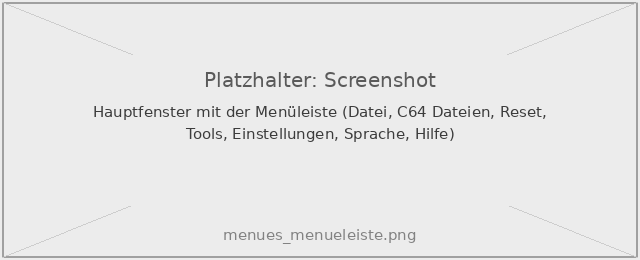 Platzhalter: Screenshot
Hauptfenster mit der Menüleiste (Datei, C64 Dateien, Reset,
Tools, Einstellungen, Sprache, Hilfe)
menues_menueleiste.png